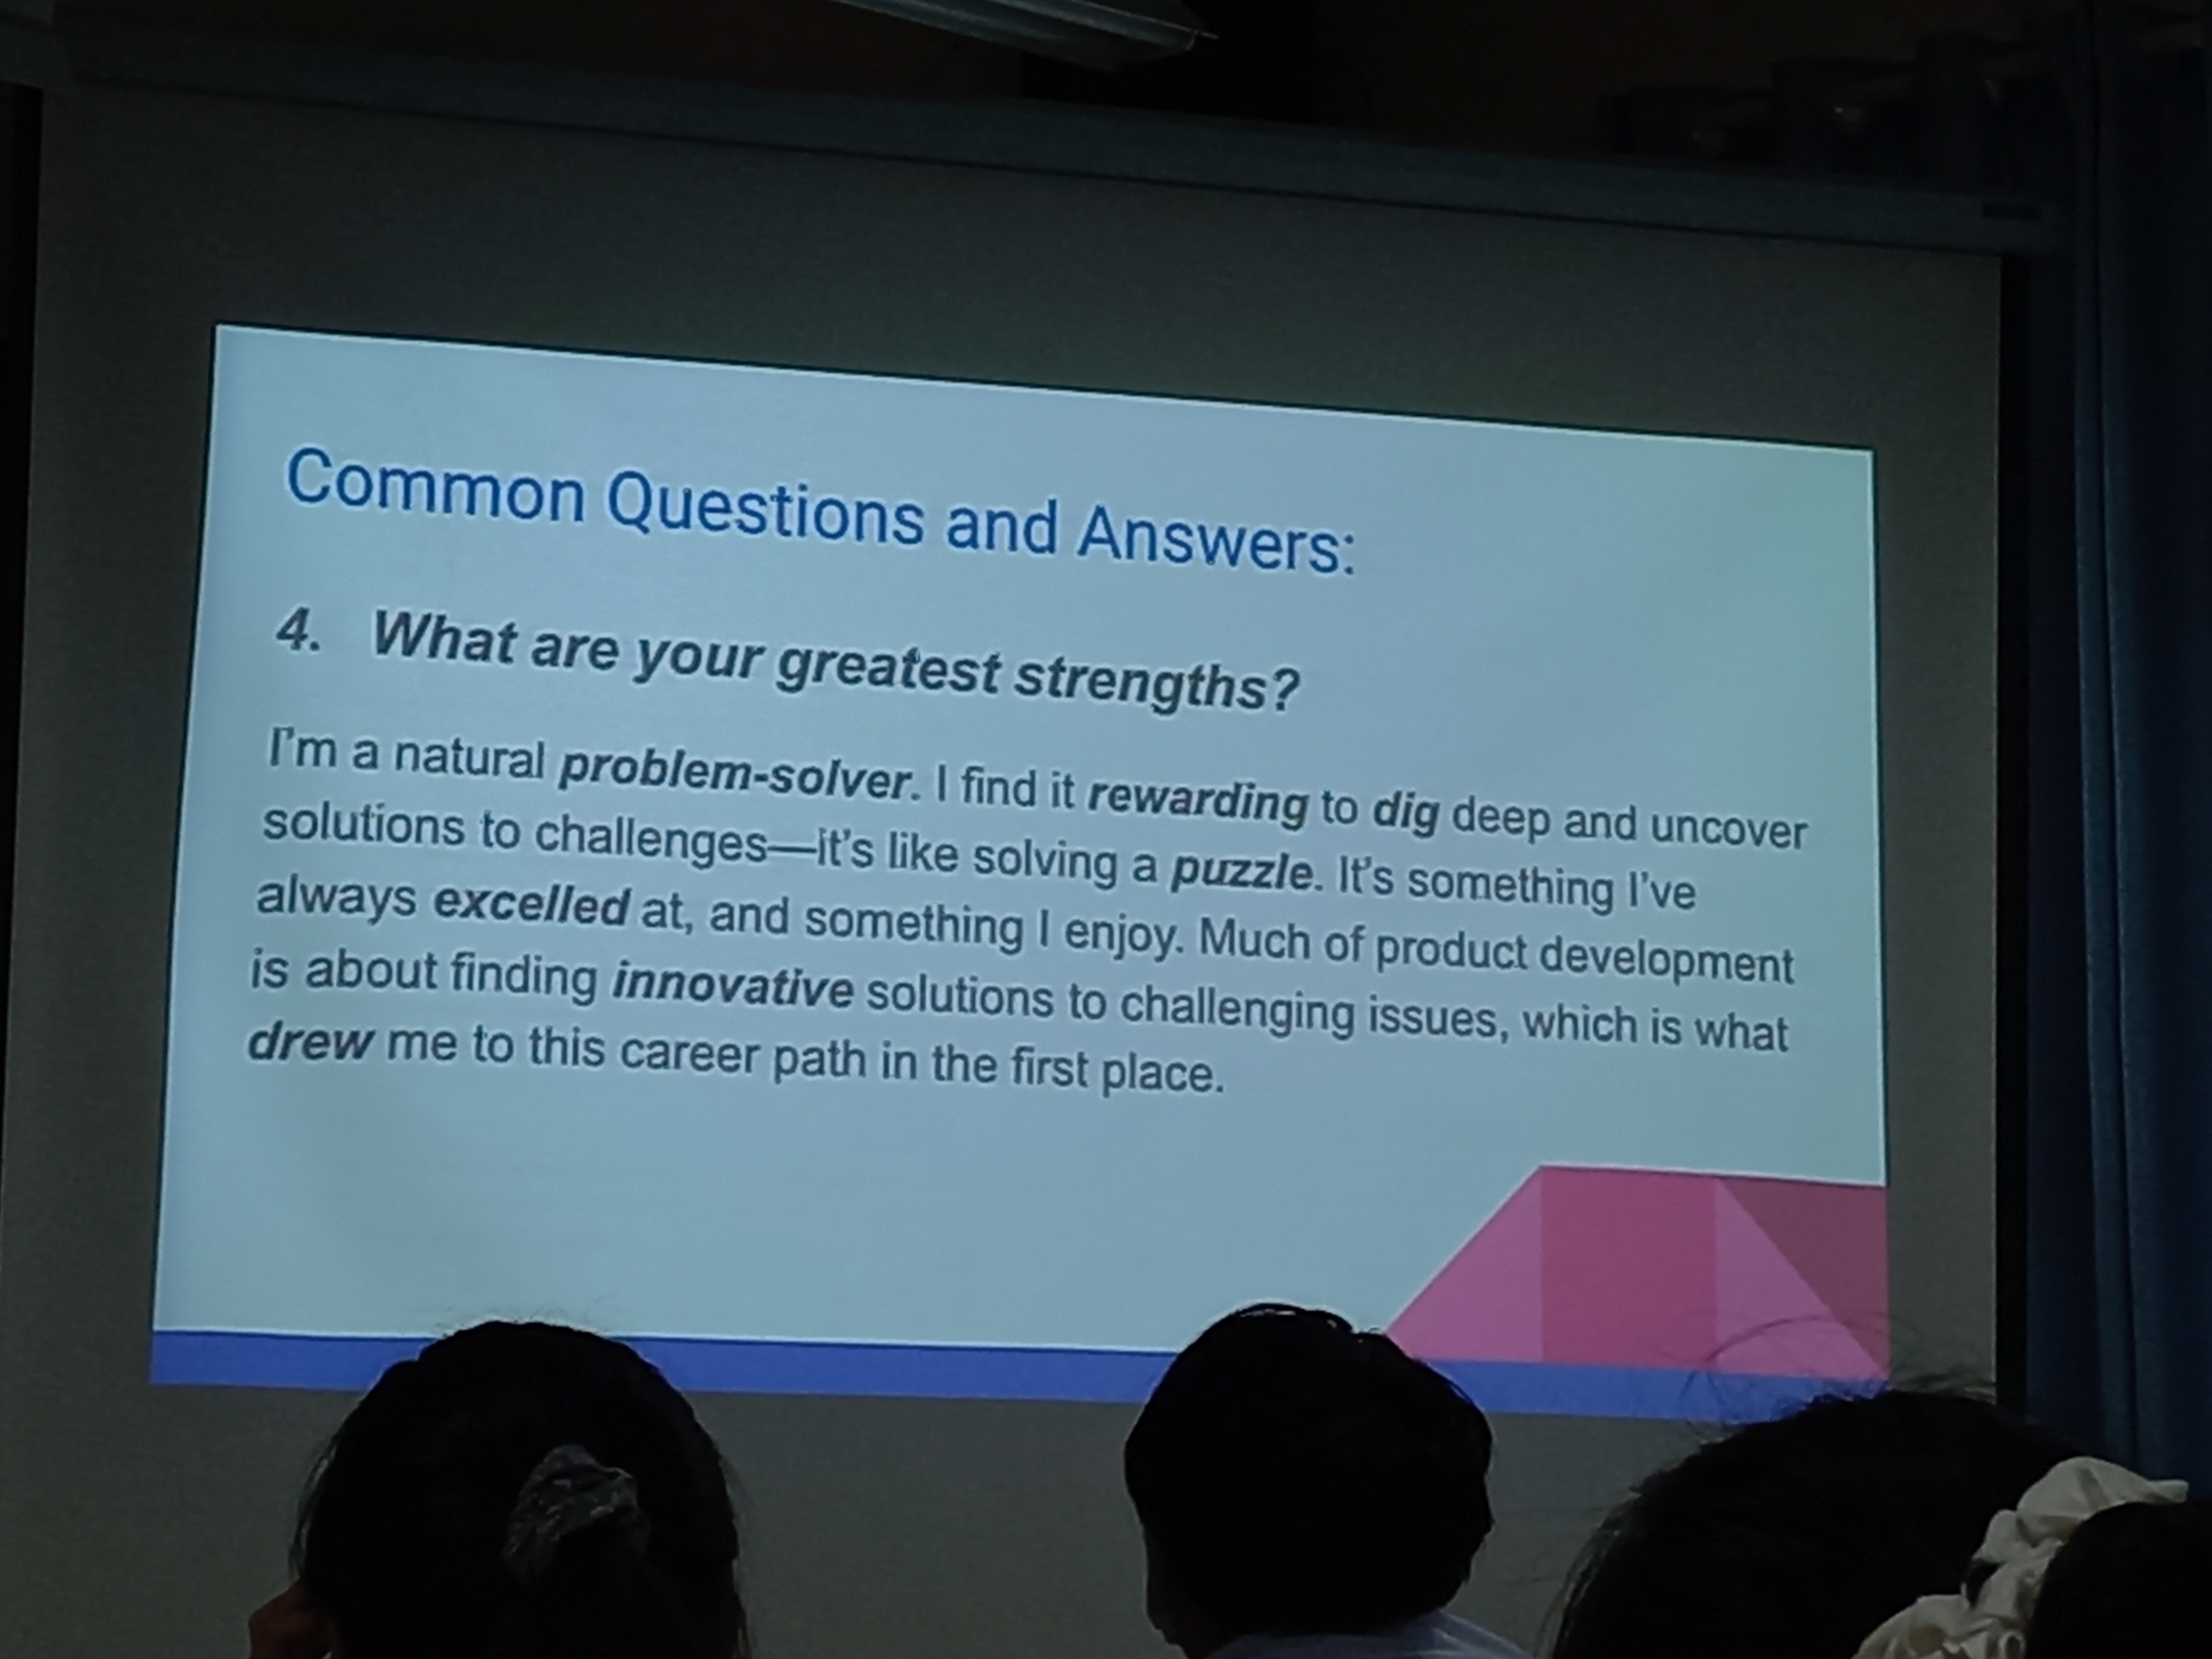 Common Questions and Answers:
4. What are your greatest strengths?
I'm a natural problem-solver. I find it rewarding to dig deep and uncover
solutions to challenges—it's like solving a puzzle. It's something I've
always excelled at, and something I enjoy. Much of product development
is about finding innovative solutions to challenging issues, which is what
drew me to this career path in the first place.